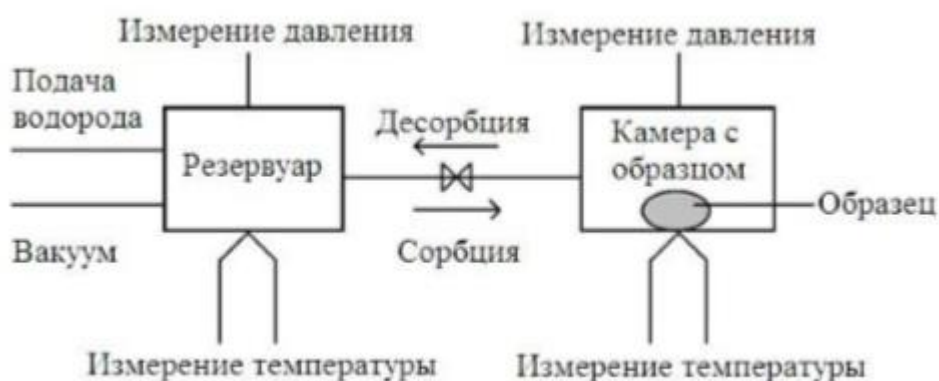 Измерение давления
Измерение давления
Подача
водорода
Десорбция
Камера с
образцом
Резервуар
Образец
Вакуум
Сорбция
Измерение температуры
Измерение температуры